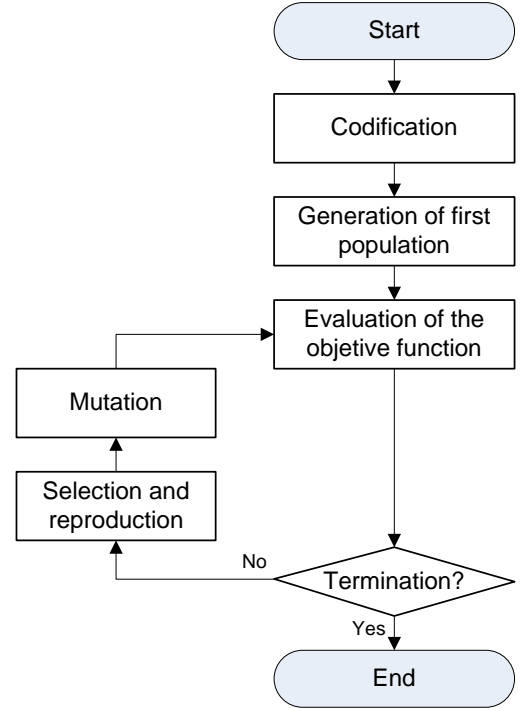 Start
Codification
Generation of first
population
Evaluation of the
objetive function
Mutation
Selection and
reproduction
No
Termination?
Yes
End